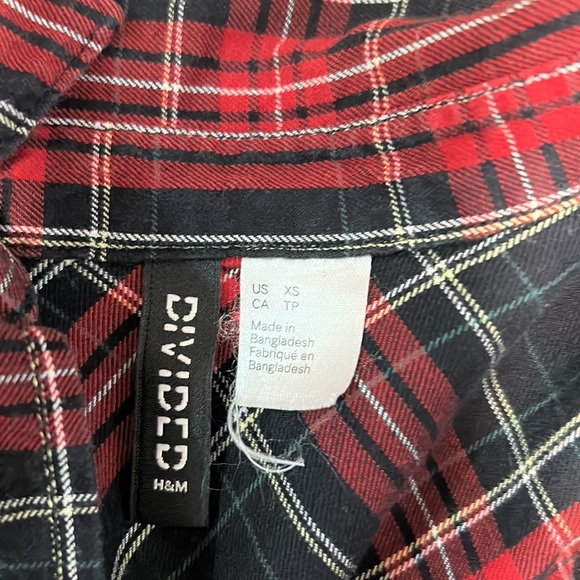 DIVIDED
H&M
US XS
CA TP
Made in
Bangladesh
Fabriqué en
Bangladesh